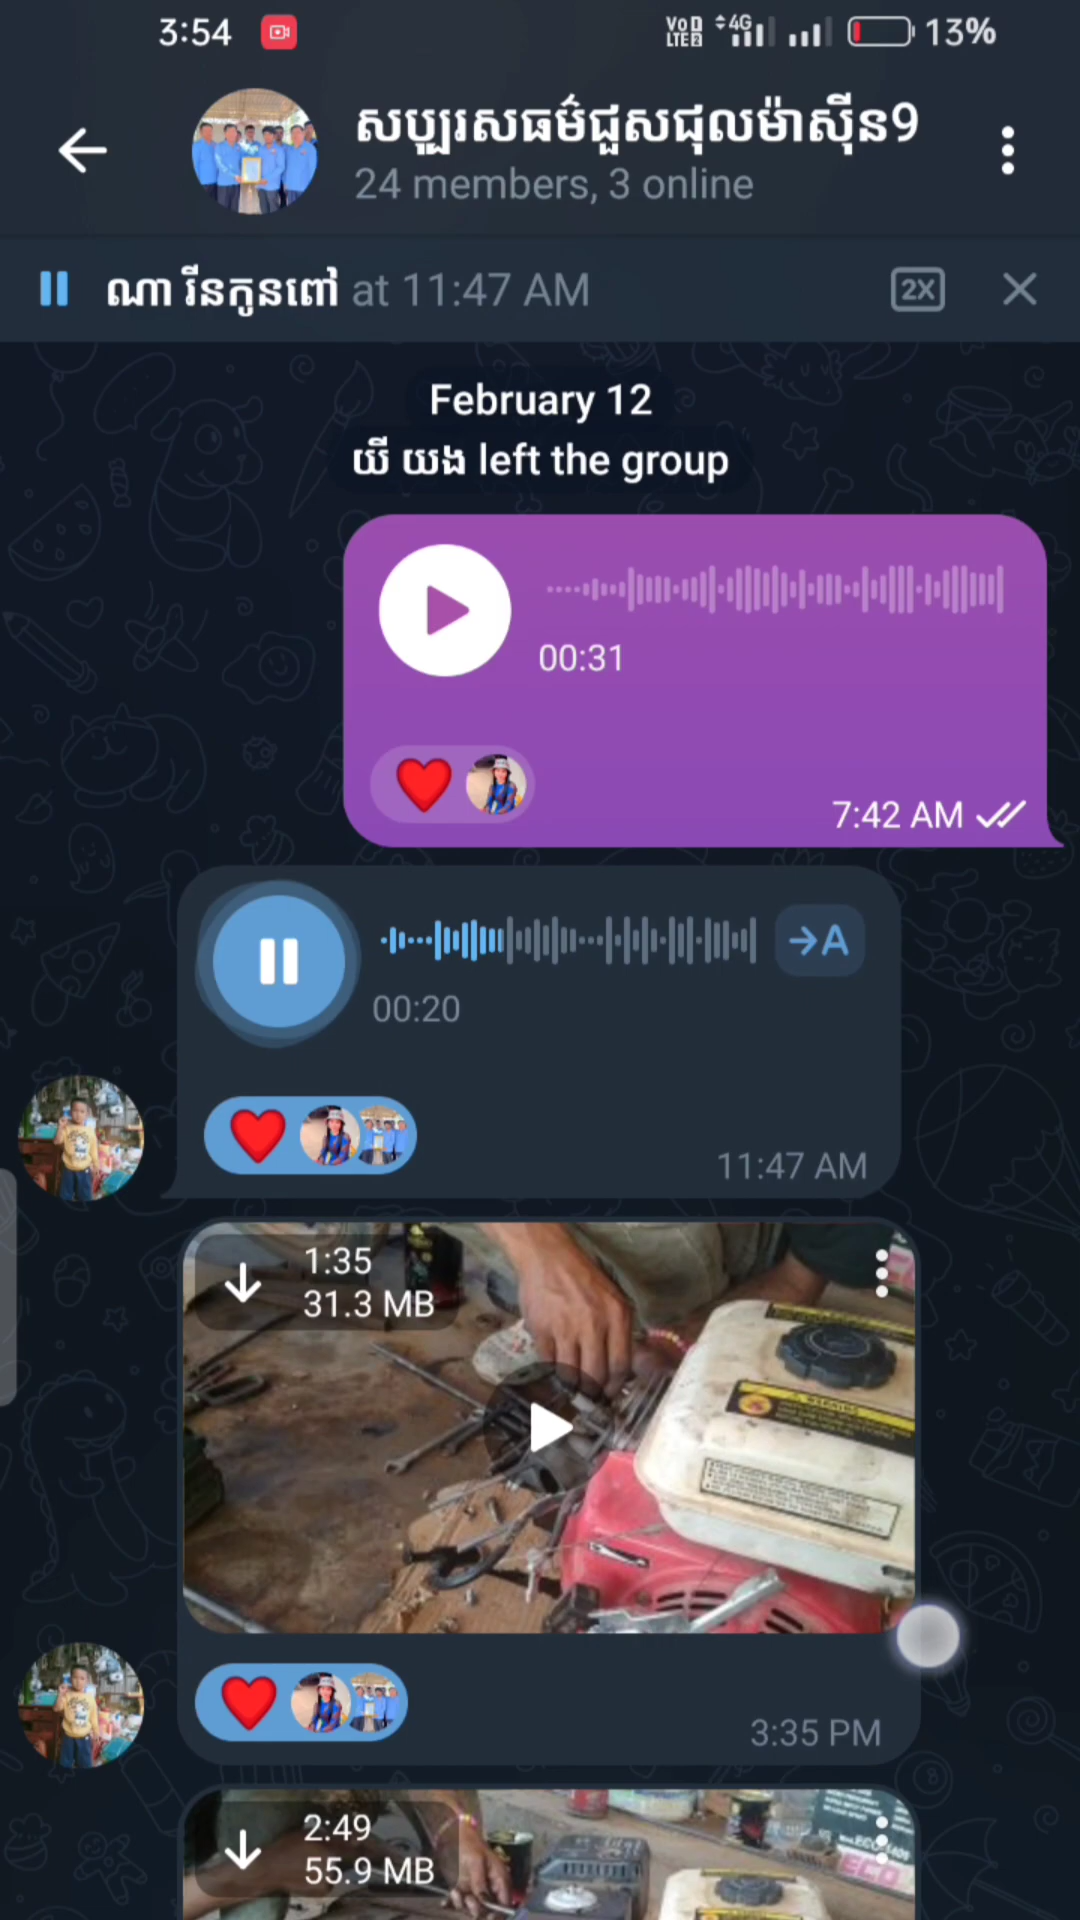 3:54
VoD LTE2 4G 13%
សប្បុរសធម៌ជួសជុលម៉ាស៊ីន9
24 members, 3 online
ណា រីនកូនពៅ at 11:47 AM
2X
February 12
យី យង left the group
00:31
7:42 AM
→A
00:20
11:47 AM
1:35
31.3 MB
3:35 PM
2:49
55.9 MB